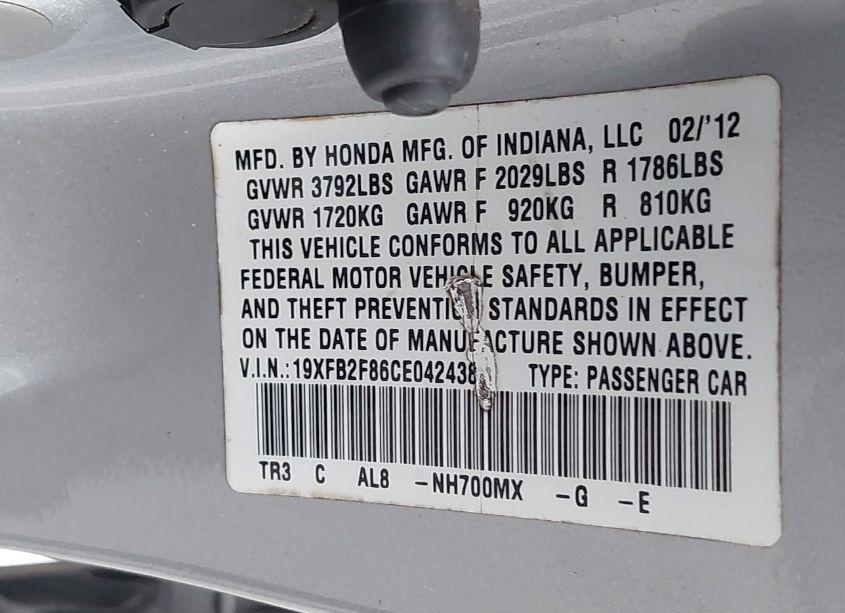 MFD. BY HONDA MFG. OF INDIANA, LLC 02/'12
GVWR 3792LBS GAWR F 2029LBS R 1786LBS
GVWR 1720KG GAWR F 920KG R 810KG
THIS VEHICLE CONFORMS TO ALL APPLICABLE
FEDERAL MOTOR VEHICLE SAFETY, BUMPER,
AND THEFT PREVENTION STANDARDS IN EFFECT
ON THE DATE OF MANUFACTURE SHOWN ABOVE.
V.I.N.: 19XFB2F86CE042438 TYPE: PASSENGER CAR
TR3 C AL8 -NH700MX -G -E